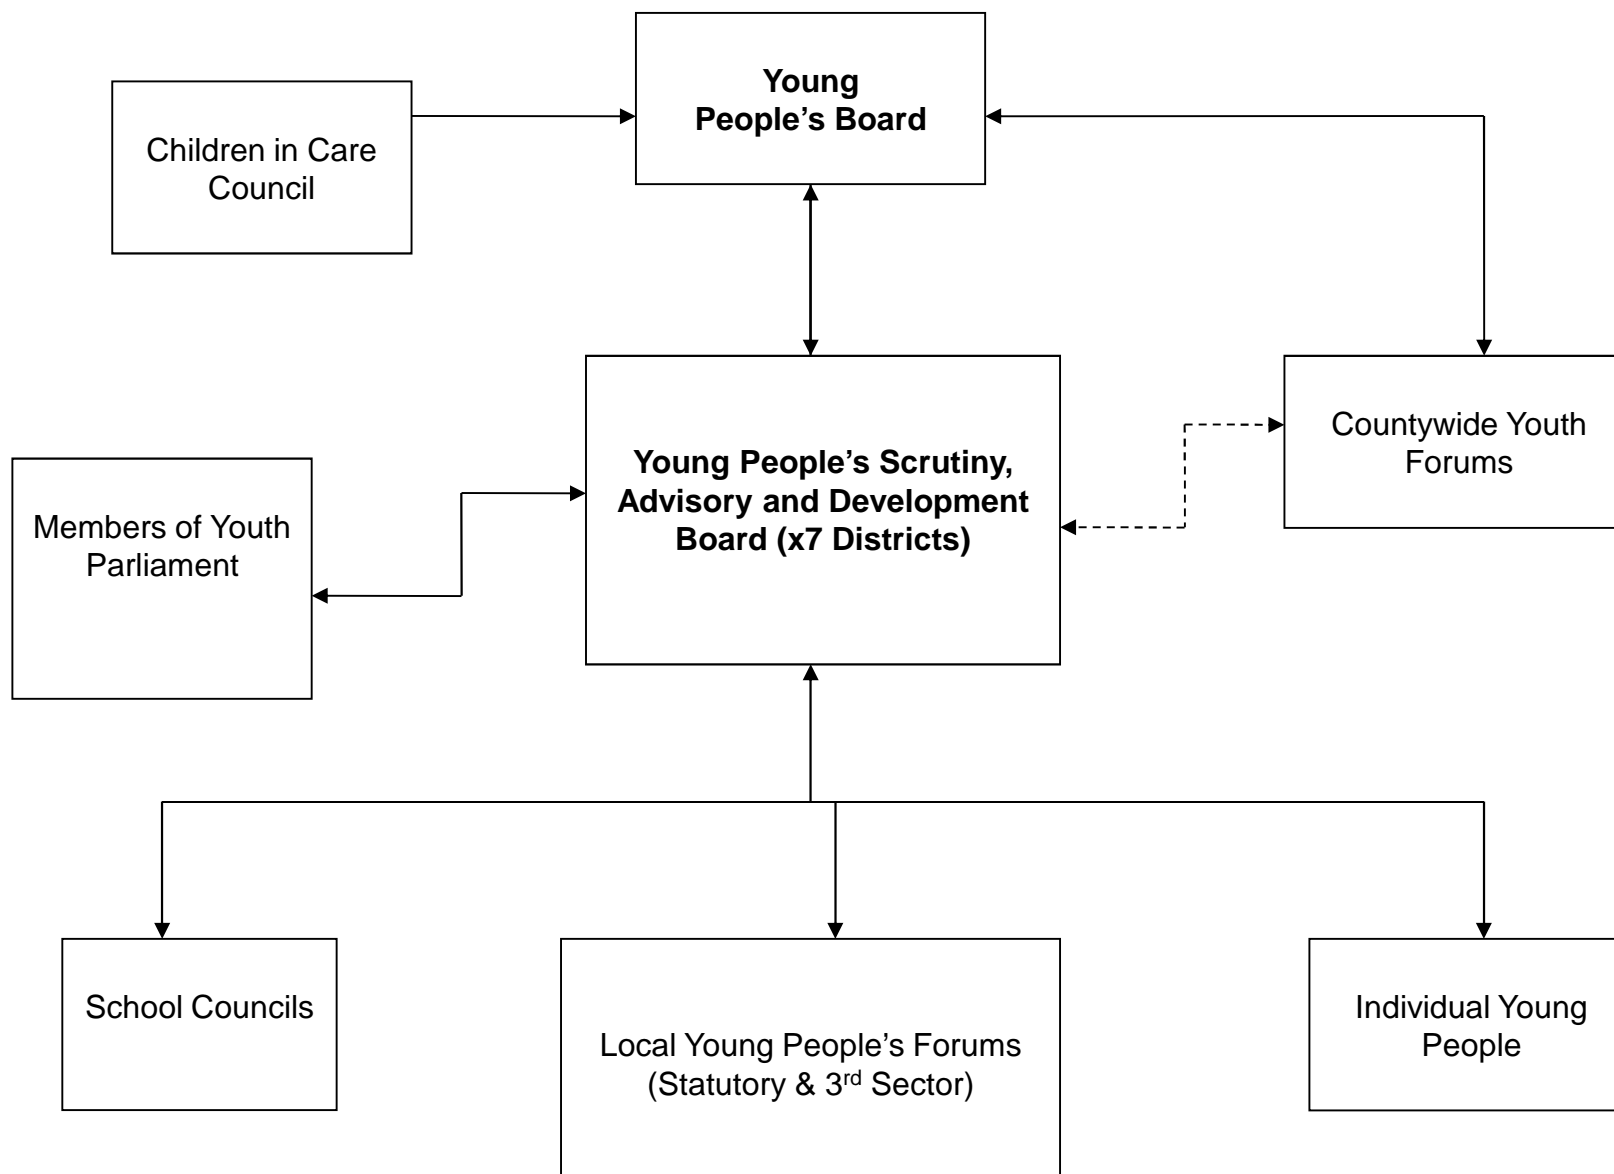 Young
People’s Board
Children in Care
Council
Young People’s Scrutiny,
Advisory and Development
Board (x7 Districts)
Countywide Youth
Forums
Members of Youth
Parliament
School Councils
Local Young People’s Forums
(Statutory & 3rd Sector)
Individual Young
People